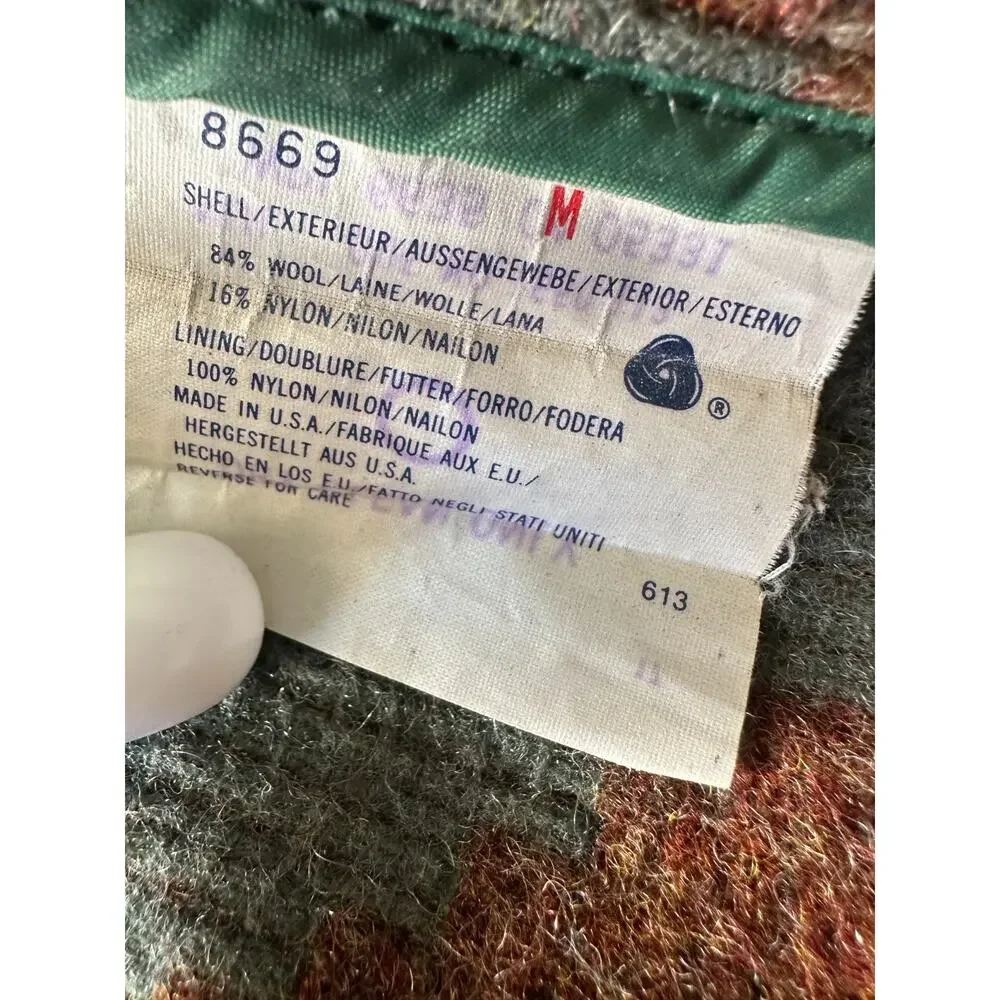 8669
M
SHELL/EXTERIEUR/AUSSENGEWEBE/EXTERIOR/ESTERNO
84% WOOL/LAINE/WOLLE/LANA
16% NYLON/NILON/NAILON
LINING/DOUBLURE/FUTTER/FORRO/FODERA
100% NYLON/NILON/NAILON
MADE IN U.S.A./FABRIQUE AUX E.U./
HERGESTELLT AUS U.S.A.
HECHO EN LOS E.U./FATTO NEGLI STATI UNITI
REVERSE FOR CARE
®
613